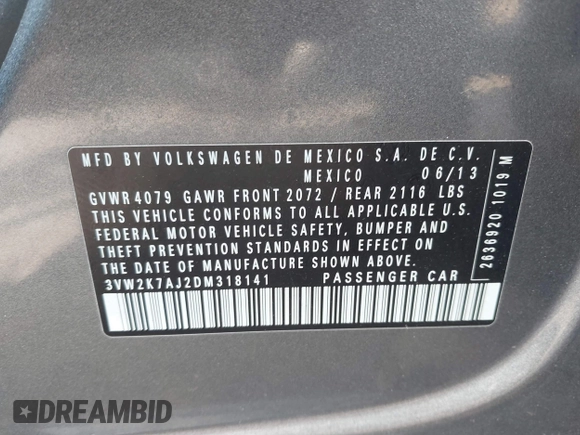 MFD BY VOLKSWAGEN DE MEXICO S.A. DE C.V.
MEXICO 06/13
GVWR 4079 GAWR FRONT 2072 / REAR 2116 LBS
THIS VEHICLE CONFORMS TO ALL APPLICABLE U.S.
FEDERAL MOTOR VEHICLE SAFETY, BUMPER AND
THEFT PREVENTION STANDARDS IN EFFECT ON
THE DATE OF MANUFACTURE SHOWN ABOVE.
3VW2K7AJ2DM318141 PASSENGER CAR
2636920 1019 M
DREAMBID